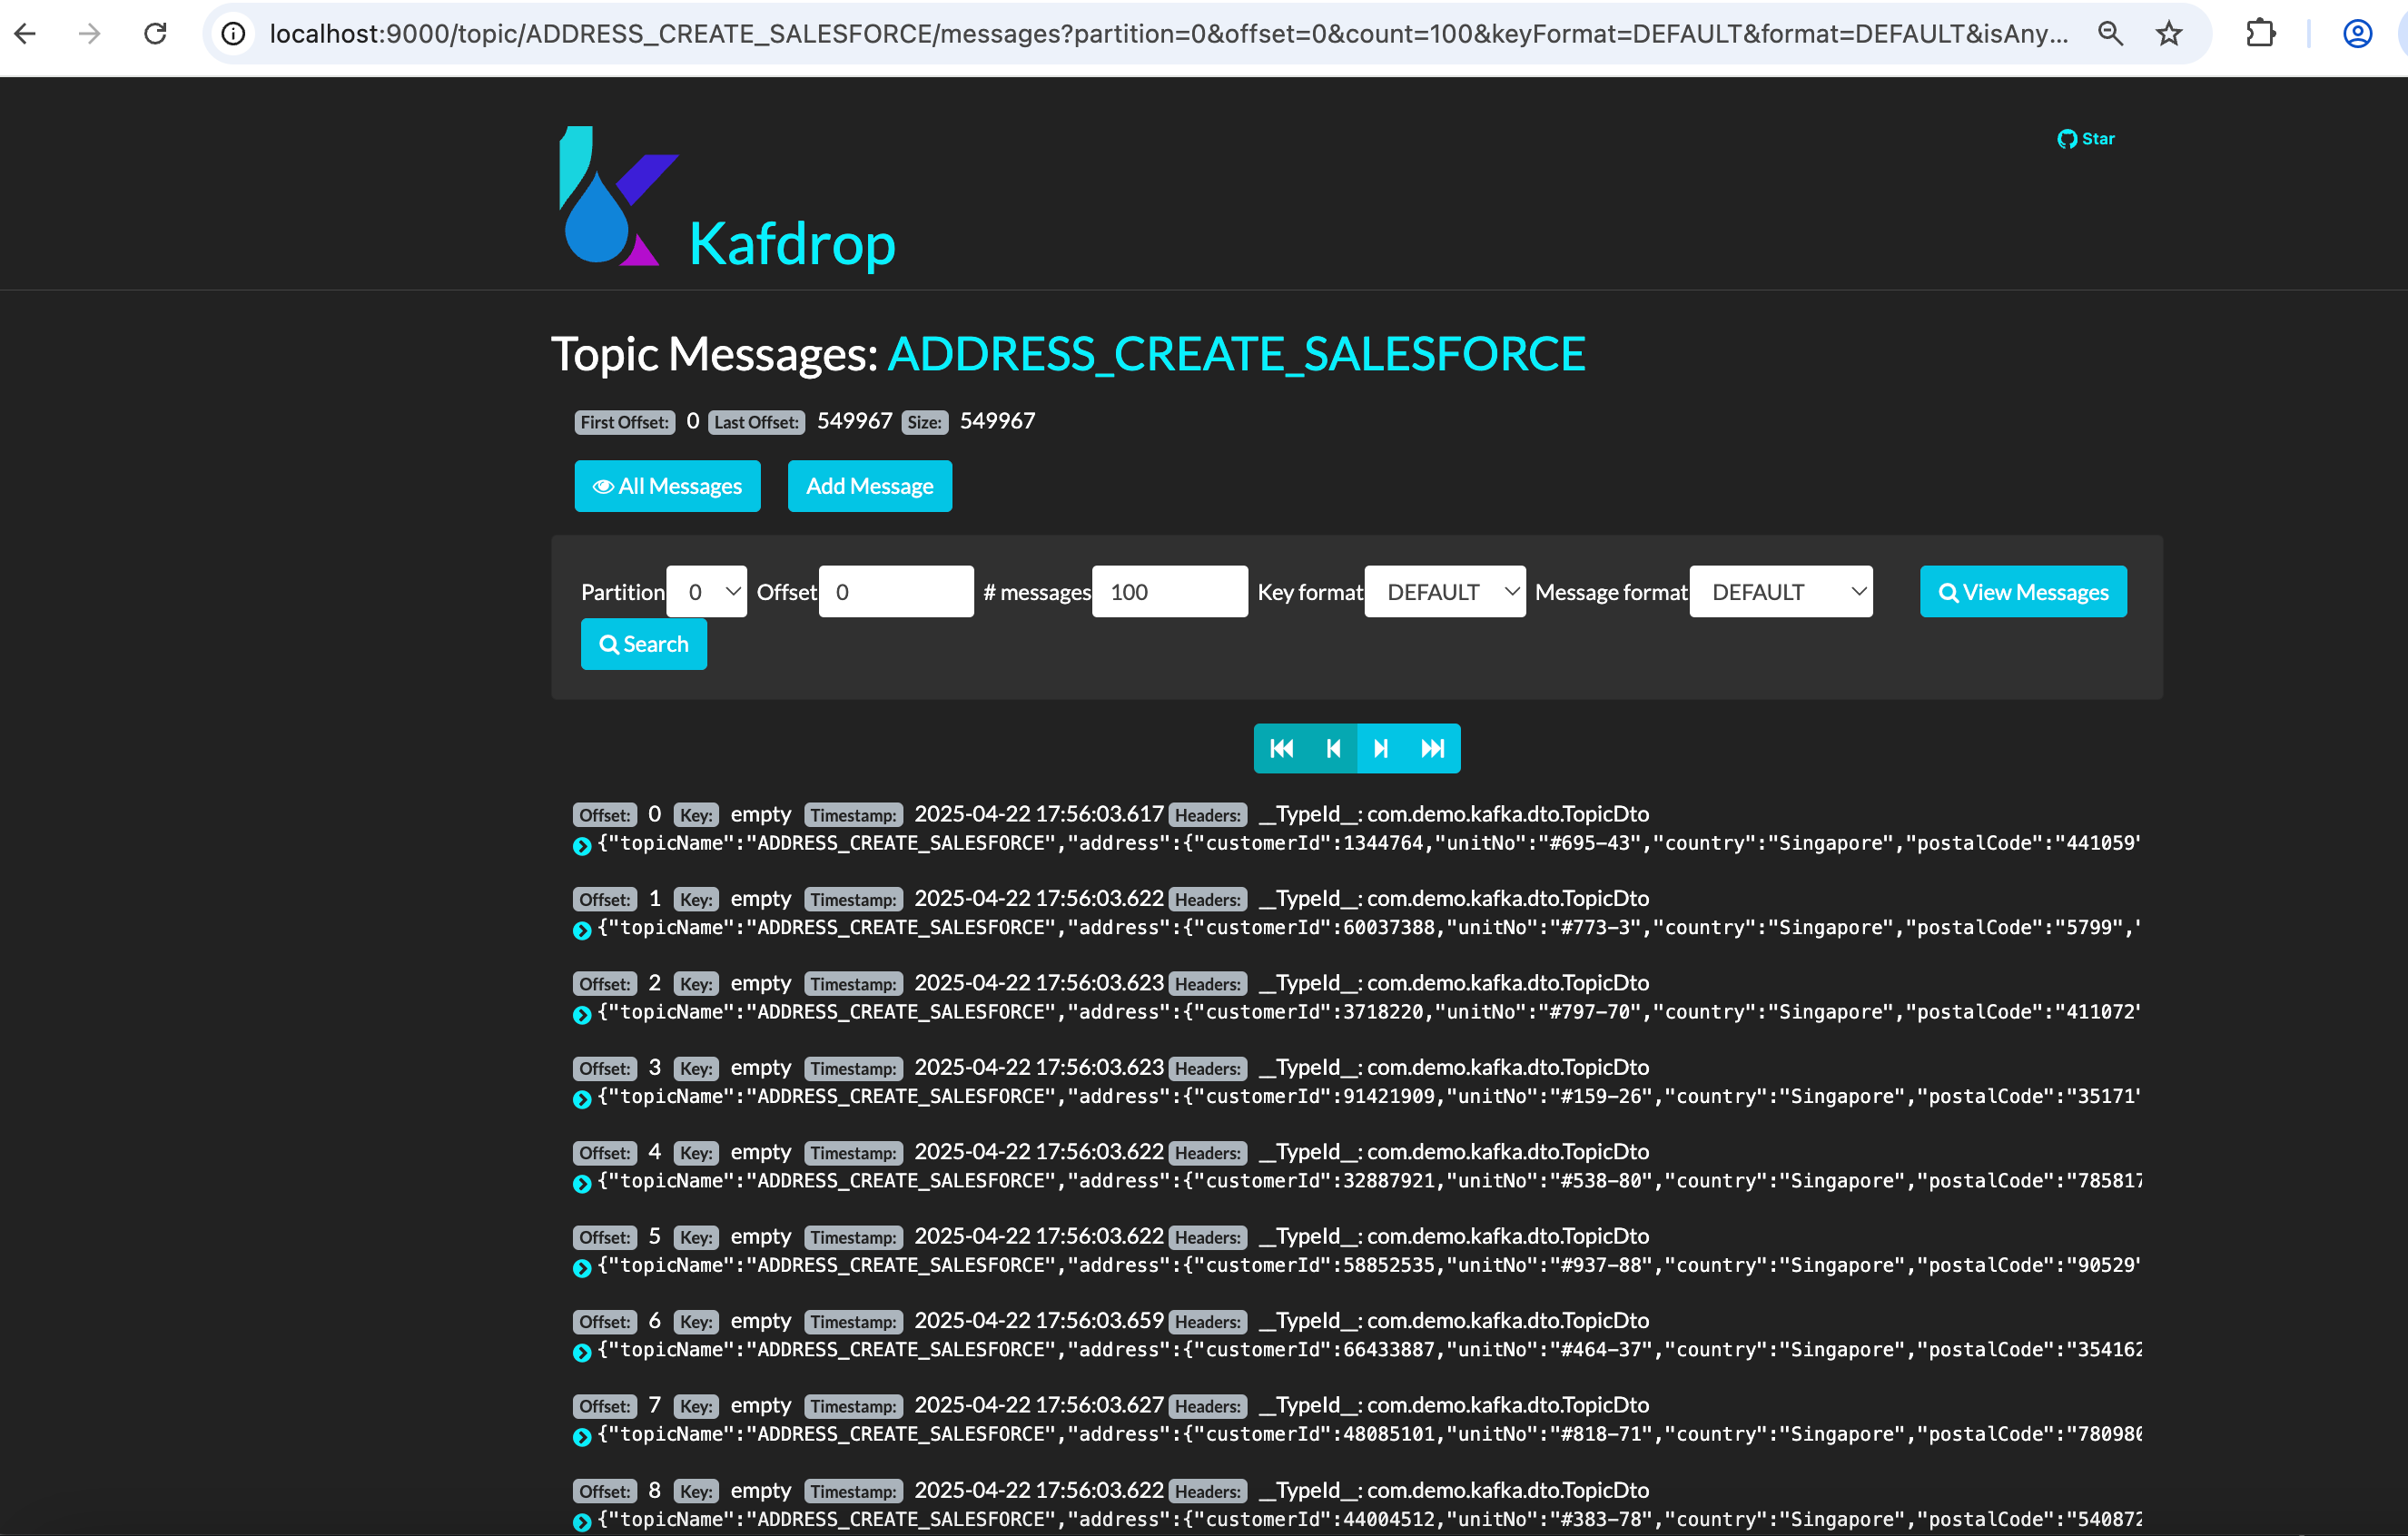 localhost:9000/topic/ADDRESS_CREATE_SALESFORCE/messages?partition=0&offset=0&count=100&keyFormat=DEFAULT&format=DEFAULT&isAny...
Star
Kafdrop
Topic Messages: ADDRESS_CREATE_SALESFORCE
First Offset: 0 Last Offset: 549967 Size: 549967
All Messages Add Message
Partition 0 Offset 0 # messages 100 Key format DEFAULT Message format DEFAULT View Messages
Search
Offset: 0 Key: empty Timestamp: 2025-04-22 17:56:03.617 Headers: __TypeId__: com.demo.kafka.dto.TopicDto
{"topicName":"ADDRESS_CREATE_SALESFORCE","address":{"customerId":1344764,"unitNo":"#695-43","country":"Singapore","postalCode":"441059"
Offset: 1 Key: empty Timestamp: 2025-04-22 17:56:03.622 Headers: __TypeId__: com.demo.kafka.dto.TopicDto
{"topicName":"ADDRESS_CREATE_SALESFORCE","address":{"customerId":60037388,"unitNo":"#773-3","country":"Singapore","postalCode":"5799","
Offset: 2 Key: empty Timestamp: 2025-04-22 17:56:03.623 Headers: __TypeId__: com.demo.kafka.dto.TopicDto
{"topicName":"ADDRESS_CREATE_SALESFORCE","address":{"customerId":3718220,"unitNo":"#797-70","country":"Singapore","postalCode":"411072"
Offset: 3 Key: empty Timestamp: 2025-04-22 17:56:03.623 Headers: __TypeId__: com.demo.kafka.dto.TopicDto
{"topicName":"ADDRESS_CREATE_SALESFORCE","address":{"customerId":91421909,"unitNo":"#159-26","country":"Singapore","postalCode":"35171"
Offset: 4 Key: empty Timestamp: 2025-04-22 17:56:03.622 Headers: __TypeId__: com.demo.kafka.dto.TopicDto
{"topicName":"ADDRESS_CREATE_SALESFORCE","address":{"customerId":32887921,"unitNo":"#538-80","country":"Singapore","postalCode":"785817
Offset: 5 Key: empty Timestamp: 2025-04-22 17:56:03.622 Headers: __TypeId__: com.demo.kafka.dto.TopicDto
{"topicName":"ADDRESS_CREATE_SALESFORCE","address":{"customerId":58852535,"unitNo":"#937-88","country":"Singapore","postalCode":"90529"
Offset: 6 Key: empty Timestamp: 2025-04-22 17:56:03.659 Headers: __TypeId__: com.demo.kafka.dto.TopicDto
{"topicName":"ADDRESS_CREATE_SALESFORCE","address":{"customerId":66433887,"unitNo":"#464-37","country":"Singapore","postalCode":"354162
Offset: 7 Key: empty Timestamp: 2025-04-22 17:56:03.627 Headers: __TypeId__: com.demo.kafka.dto.TopicDto
{"topicName":"ADDRESS_CREATE_SALESFORCE","address":{"customerId":48085101,"unitNo":"#818-71","country":"Singapore","postalCode":"780980
Offset: 8 Key: empty Timestamp: 2025-04-22 17:56:03.622 Headers: __TypeId__: com.demo.kafka.dto.TopicDto
{"topicName":"ADDRESS_CREATE_SALESFORCE","address":{"customerId":44004512,"unitNo":"#383-78","country":"Singapore","postalCode":"540872